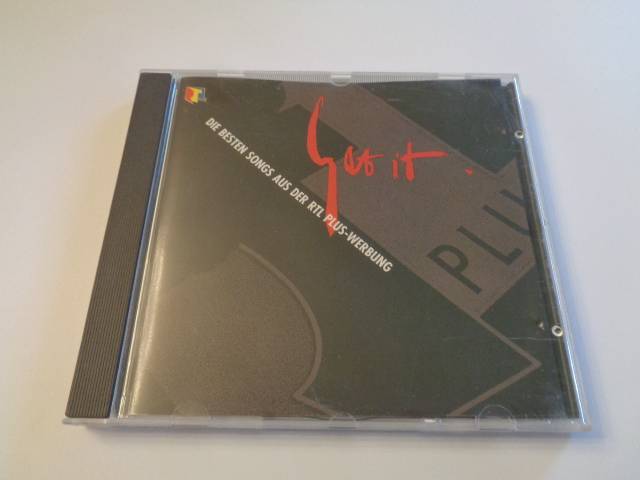 Get it.
DIE BESTEN SONGS AUS DER RTL PLUS-WERBUNG
PLU